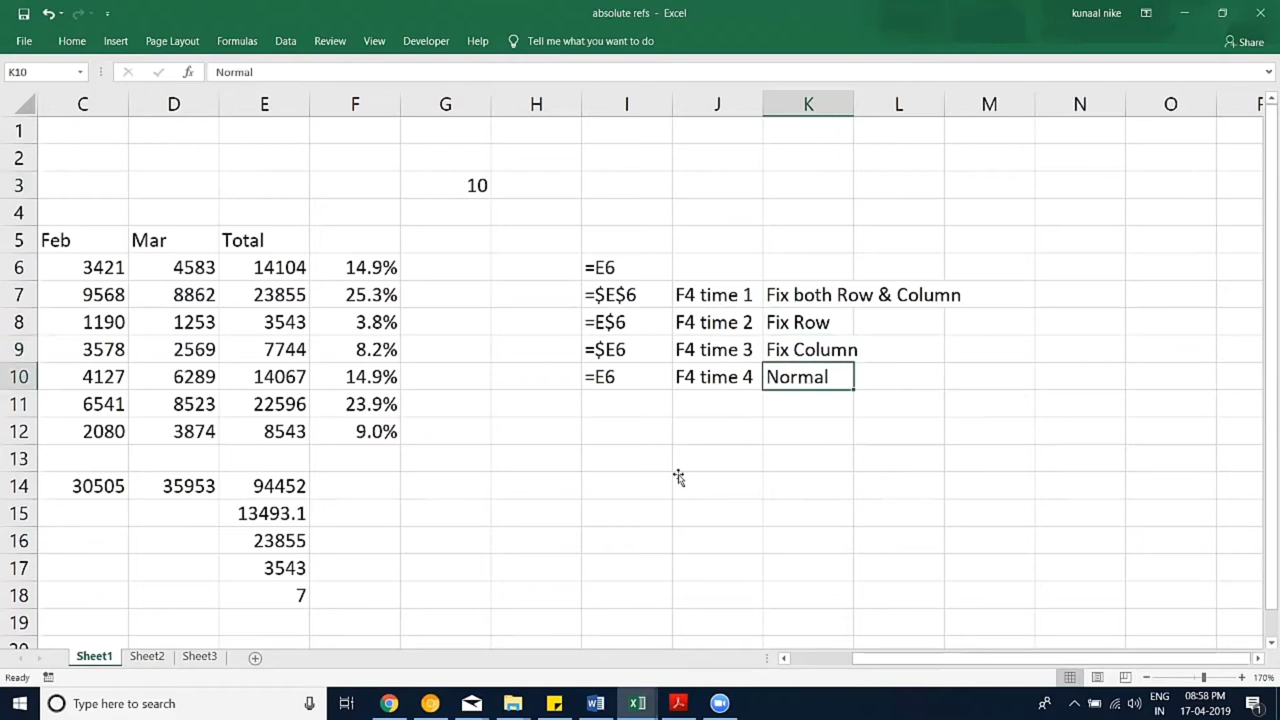 absolute refs - Excel
kunaal nike
File Home Insert Page Layout Formulas Data Review View Developer Help Tell me what you want to do Share
K10 fx Normal
C D E F G H I J K L M N O P
1
2
3 10
4
5 Feb Mar Total
6 3421 4583 14104 14.9% =E6
7 9568 8862 23855 25.3% =$E$6 F4 time 1 Fix both Row & Column
8 1190 1253 3543 3.8% =E$6 F4 time 2 Fix Row
9 3578 2569 7744 8.2% =$E6 F4 time 3 Fix Column
10 4127 6289 14067 14.9% =E6 F4 time 4 Normal
11 6541 8523 22596 23.9%
12 2080 3874 8543 9.0%
13
14 30505 35953 94452
15 13493.1
16 23855
17 3543
18 7
19
20
Sheet1 Sheet2 Sheet3
Ready 170%
Type here to search ENG 08:58 PM
IN 17-04-2019